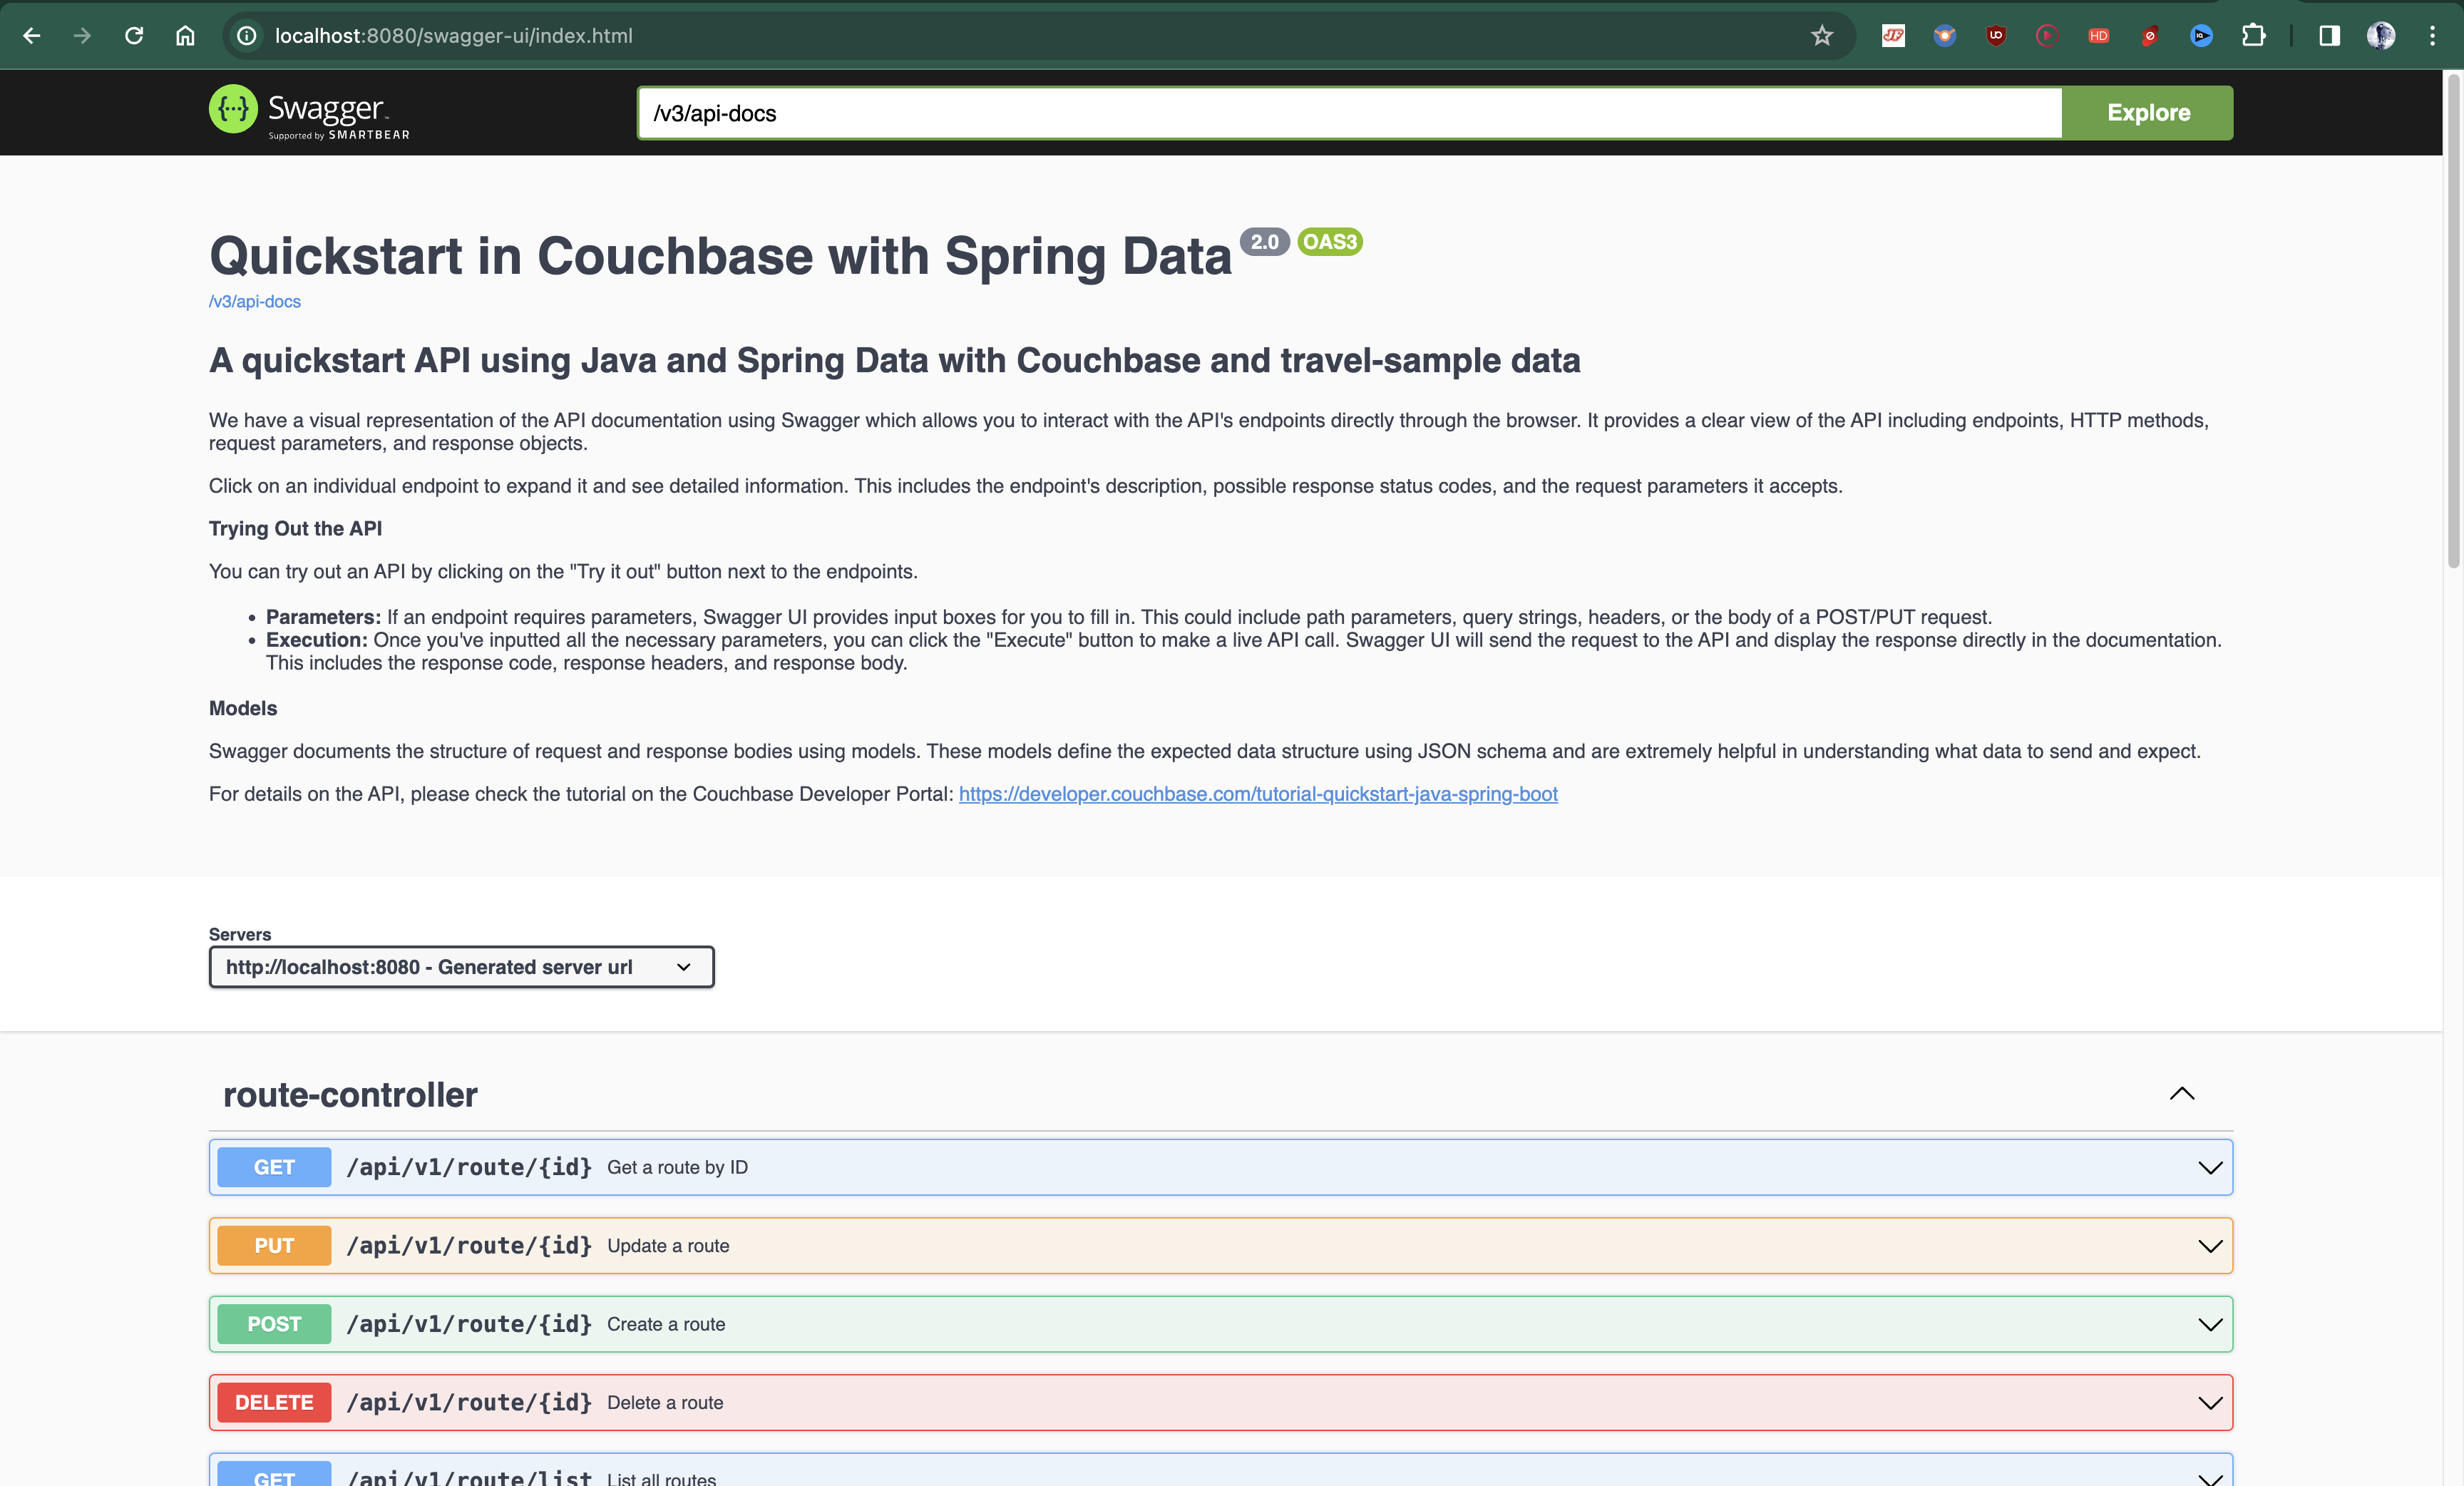 localhost:8080/swagger-ui/index.html
JF
UD
HD
IQ
{···} Swagger™
Supported by SMARTBEAR
/v3/api-docs
Explore
Quickstart in Couchbase with Spring Data 2.0 OAS3
/v3/api-docs
A quickstart API using Java and Spring Data with Couchbase and travel-sample data
We have a visual representation of the API documentation using Swagger which allows you to interact with the API's endpoints directly through the browser. It provides a clear view of the API including endpoints, HTTP methods,
request parameters, and response objects.
Click on an individual endpoint to expand it and see detailed information. This includes the endpoint's description, possible response status codes, and the request parameters it accepts.
Trying Out the API
You can try out an API by clicking on the "Try it out" button next to the endpoints.
• Parameters: If an endpoint requires parameters, Swagger UI provides input boxes for you to fill in. This could include path parameters, query strings, headers, or the body of a POST/PUT request.
• Execution: Once you've inputted all the necessary parameters, you can click the "Execute" button to make a live API call. Swagger UI will send the request to the API and display the response directly in the documentation.
This includes the response code, response headers, and response body.
Models
Swagger documents the structure of request and response bodies using models. These models define the expected data structure using JSON schema and are extremely helpful in understanding what data to send and expect.
For details on the API, please check the tutorial on the Couchbase Developer Portal: https://developer.couchbase.com/tutorial-quickstart-java-spring-boot
Servers
http://localhost:8080 - Generated server url
route-controller
GET /api/v1/route/{id} Get a route by ID
PUT /api/v1/route/{id} Update a route
POST /api/v1/route/{id} Create a route
DELETE /api/v1/route/{id} Delete a route
GET /api/v1/route/list List all routes